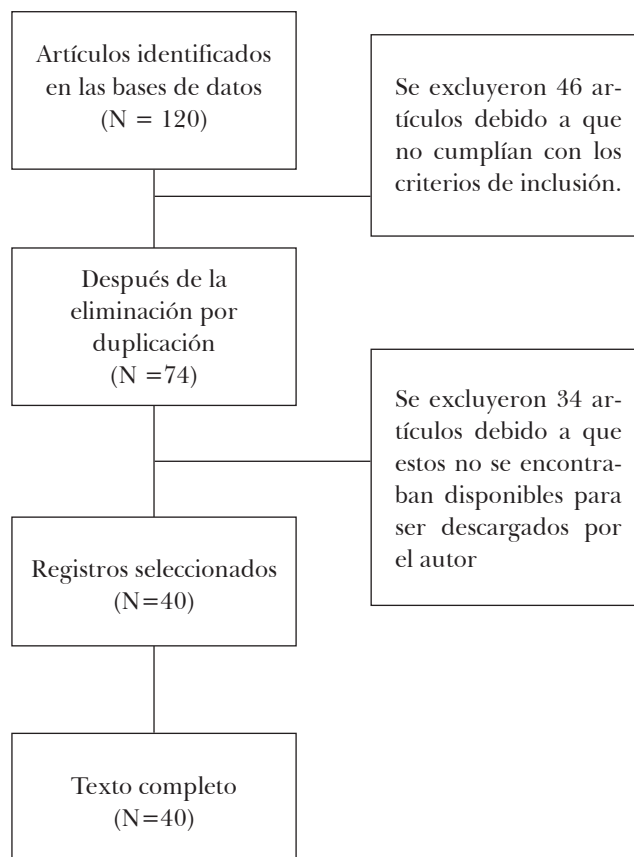 Artículos identificados
en las bases de datos
(N = 120)
Se excluyeron 46 ar-
tículos debido a que
no cumplían con los
criterios de inclusión.
Después de la
eliminación por
duplicación
(N =74)
Se excluyeron 34 ar-
tículos debido a que
estos no se encontra-
ban disponibles para
ser descargados por
el autor
Registros seleccionados
(N=40)
Texto completo
(N=40)